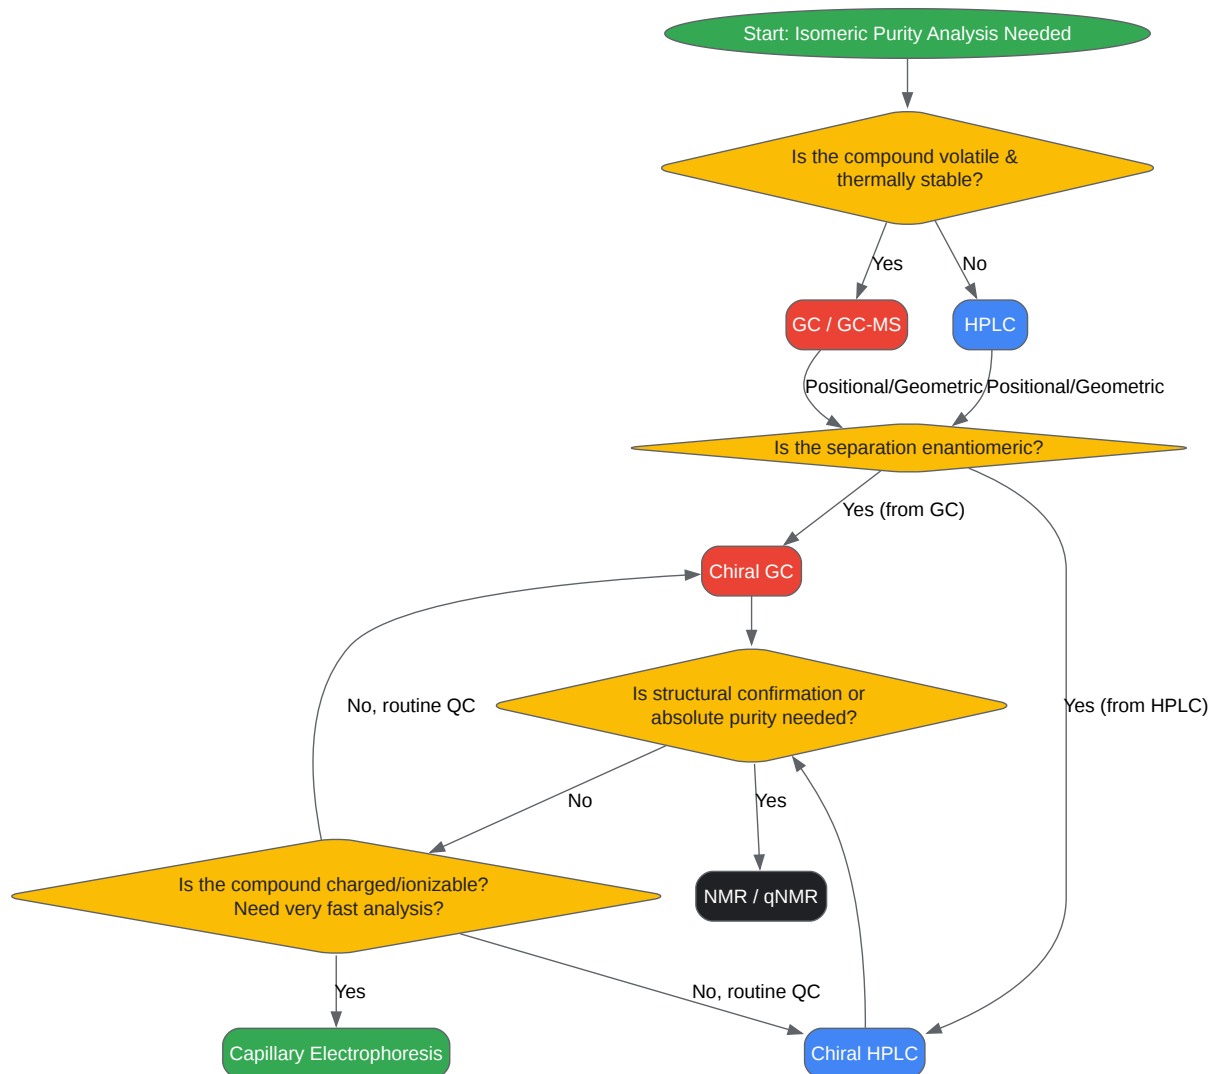 Start: Isomeric Purity Analysis Needed
Is the compound volatile &
thermally stable?
Yes
No
GC / GC-MS
HPLC
Positional/Geometric
Positional/Geometric
Is the separation enantiomeric?
Yes (from GC)
Chiral GC
Is structural confirmation or
absolute purity needed?
No, routine QC
Yes (from HPLC)
No
Yes
Is the compound charged/ionizable?
Need very fast analysis?
NMR / qNMR
Yes
No, routine QC
Capillary Electrophoresis
Chiral HPLC